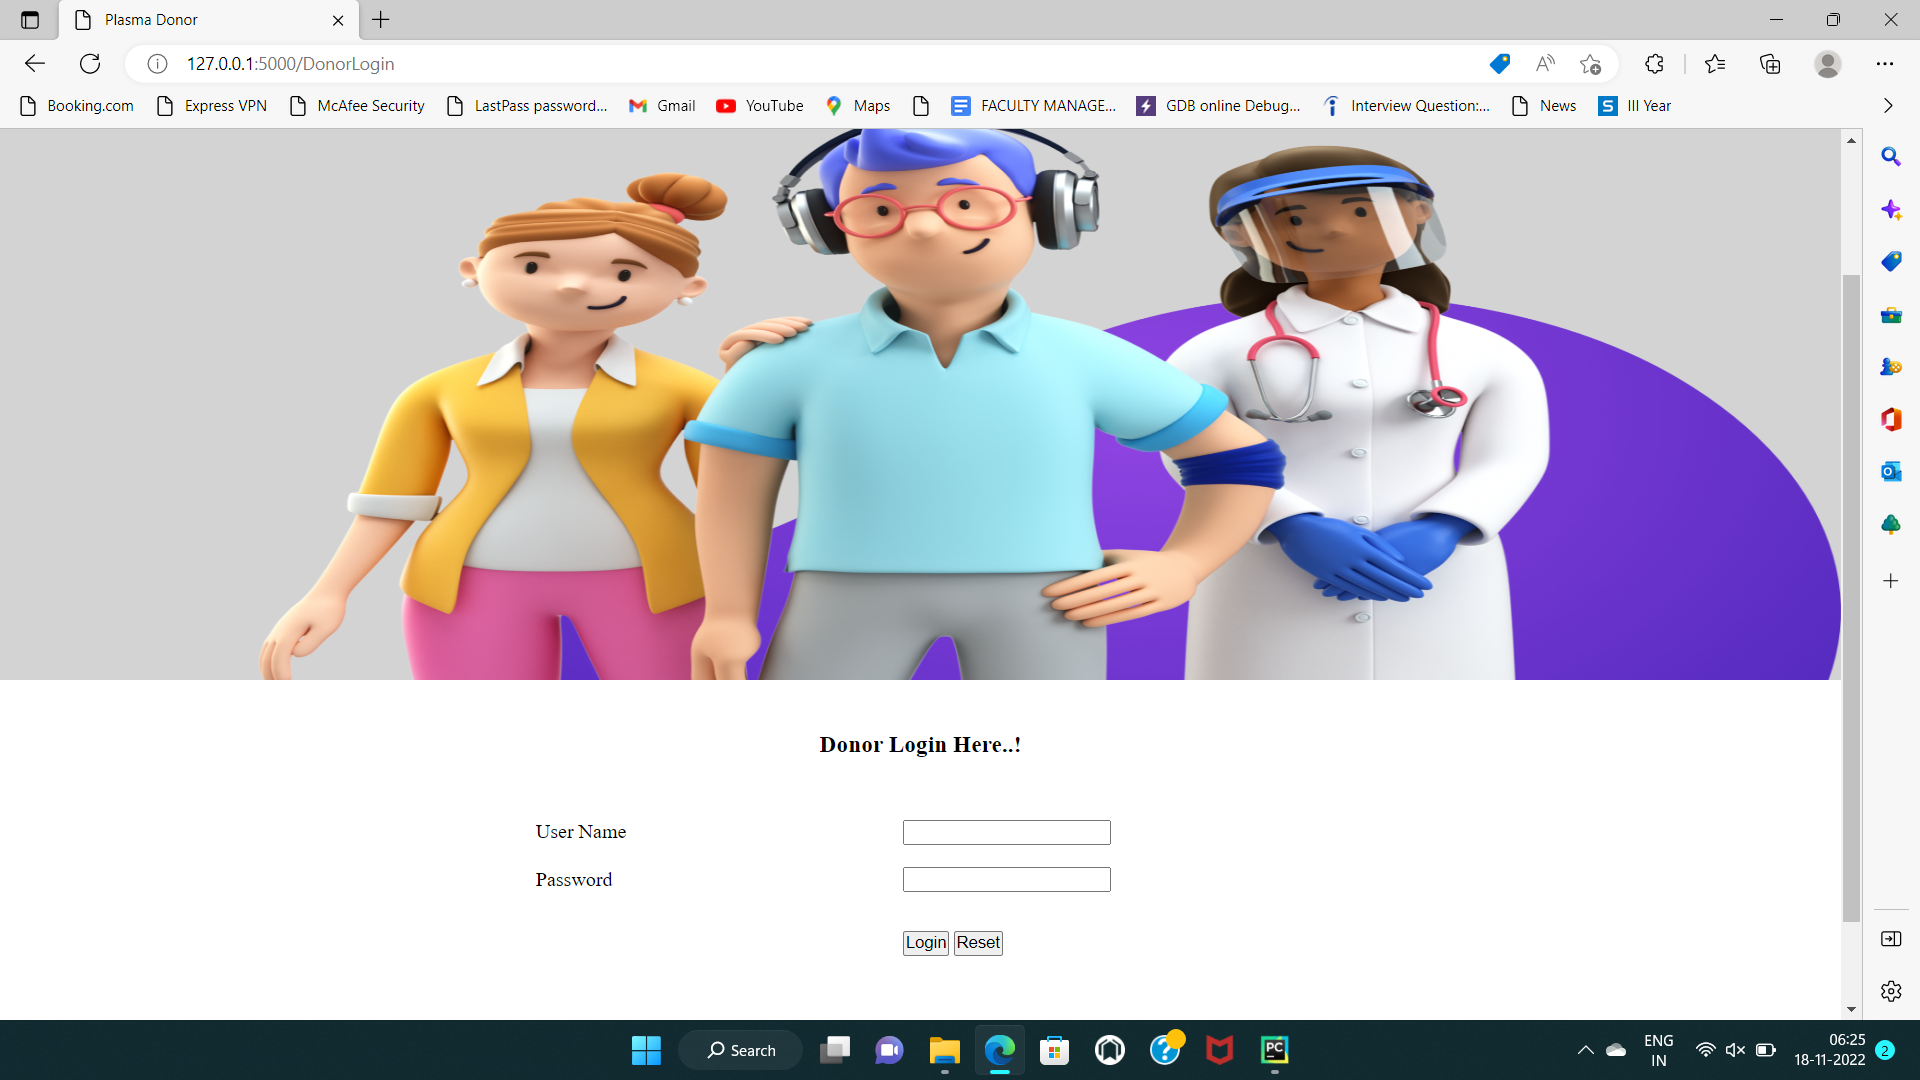 Plasma Donor
127.0.0.1:5000/DonorLogin
Booking.com Express VPN McAfee Security LastPass password... Gmail YouTube Maps FACULTY MANAGE... GDB online Debug... Interview Question:... News S III Year
Donor Login Here..!
User Name
Password
Login Reset
Search
PC
ENG
IN
06:25
18-11-2022
2